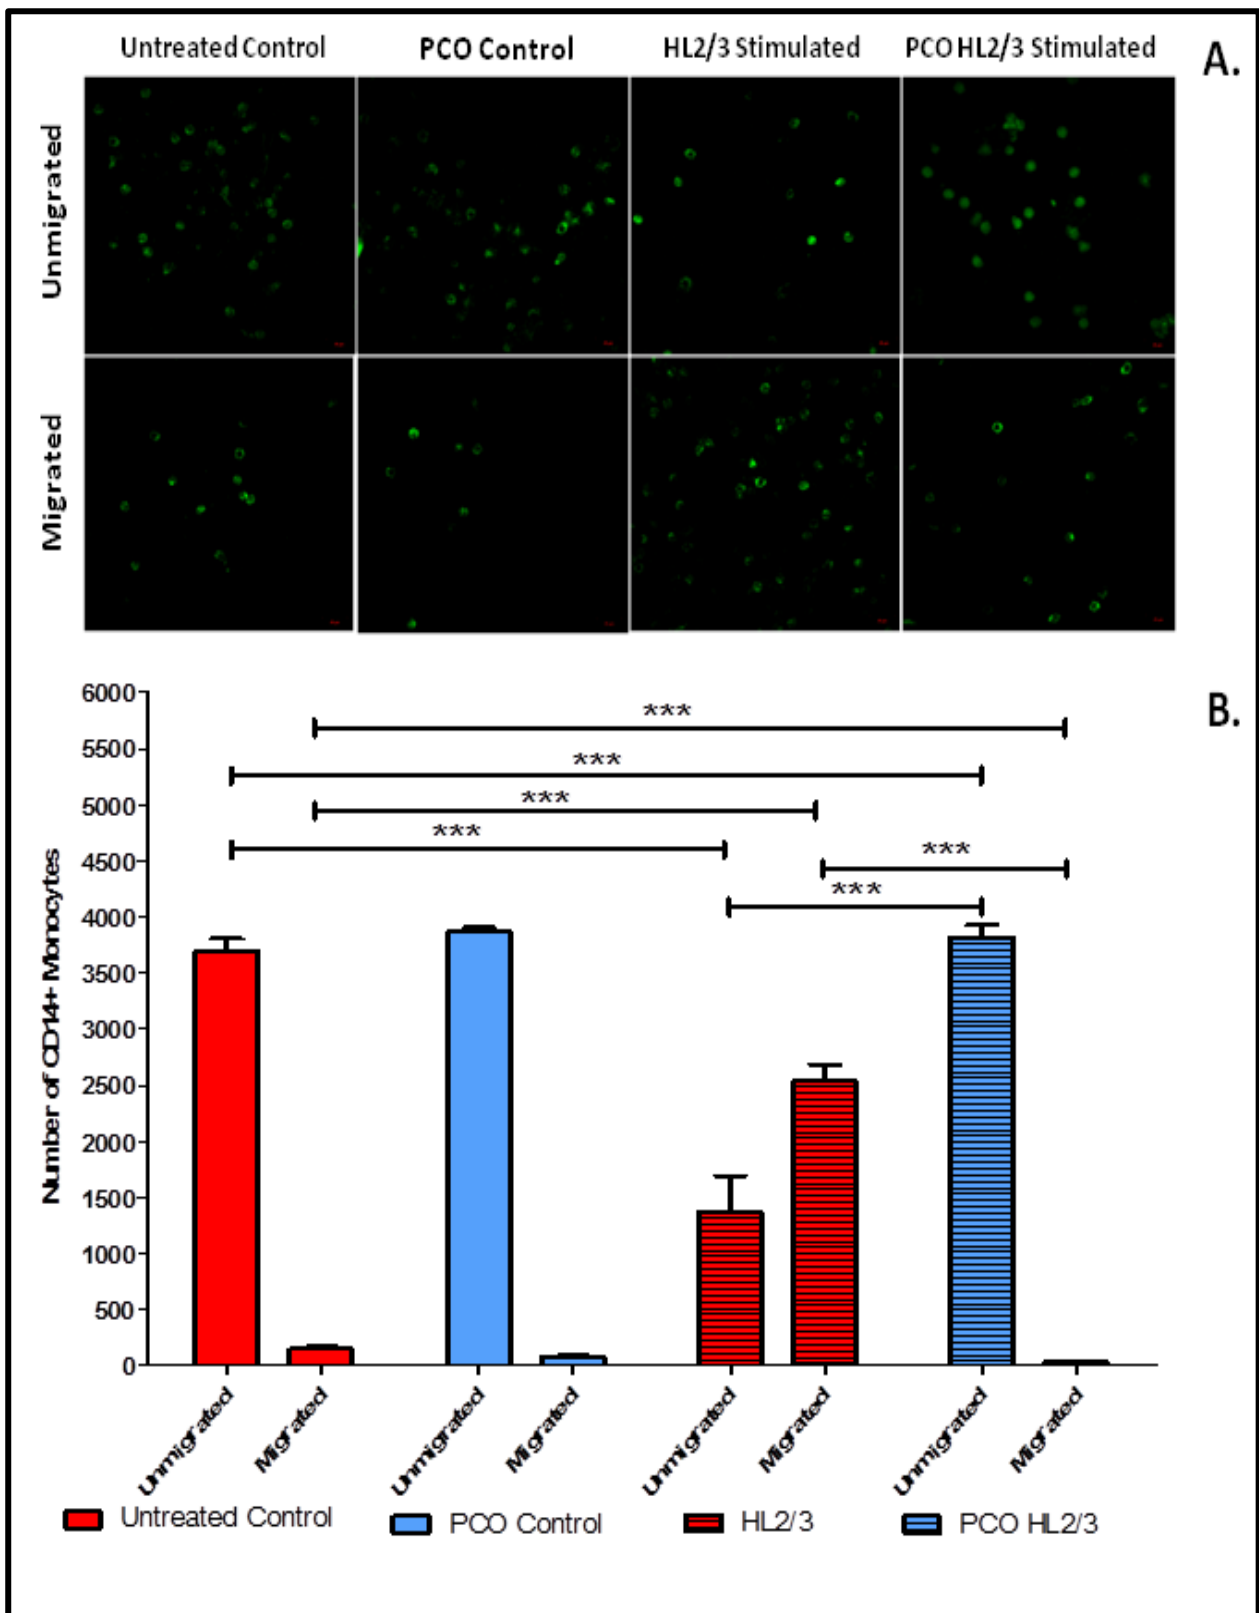 Untreated Control PCO Control HL2/3 Stimulated PCO HL2/3 Stimulated A.
Unmigrated
Migrated
B.
Number of CD14+ Monocytes
6000
5500
5000
4500
4000
3500
3000
2500
2000
1500
1000
500
0
***
***
***
***
***
***
Unmigrated Migrated Unmigrated Migrated Unmigrated Migrated Unmigrated Migrated
Untreated Control PCO Control HL2/3 PCO HL2/3